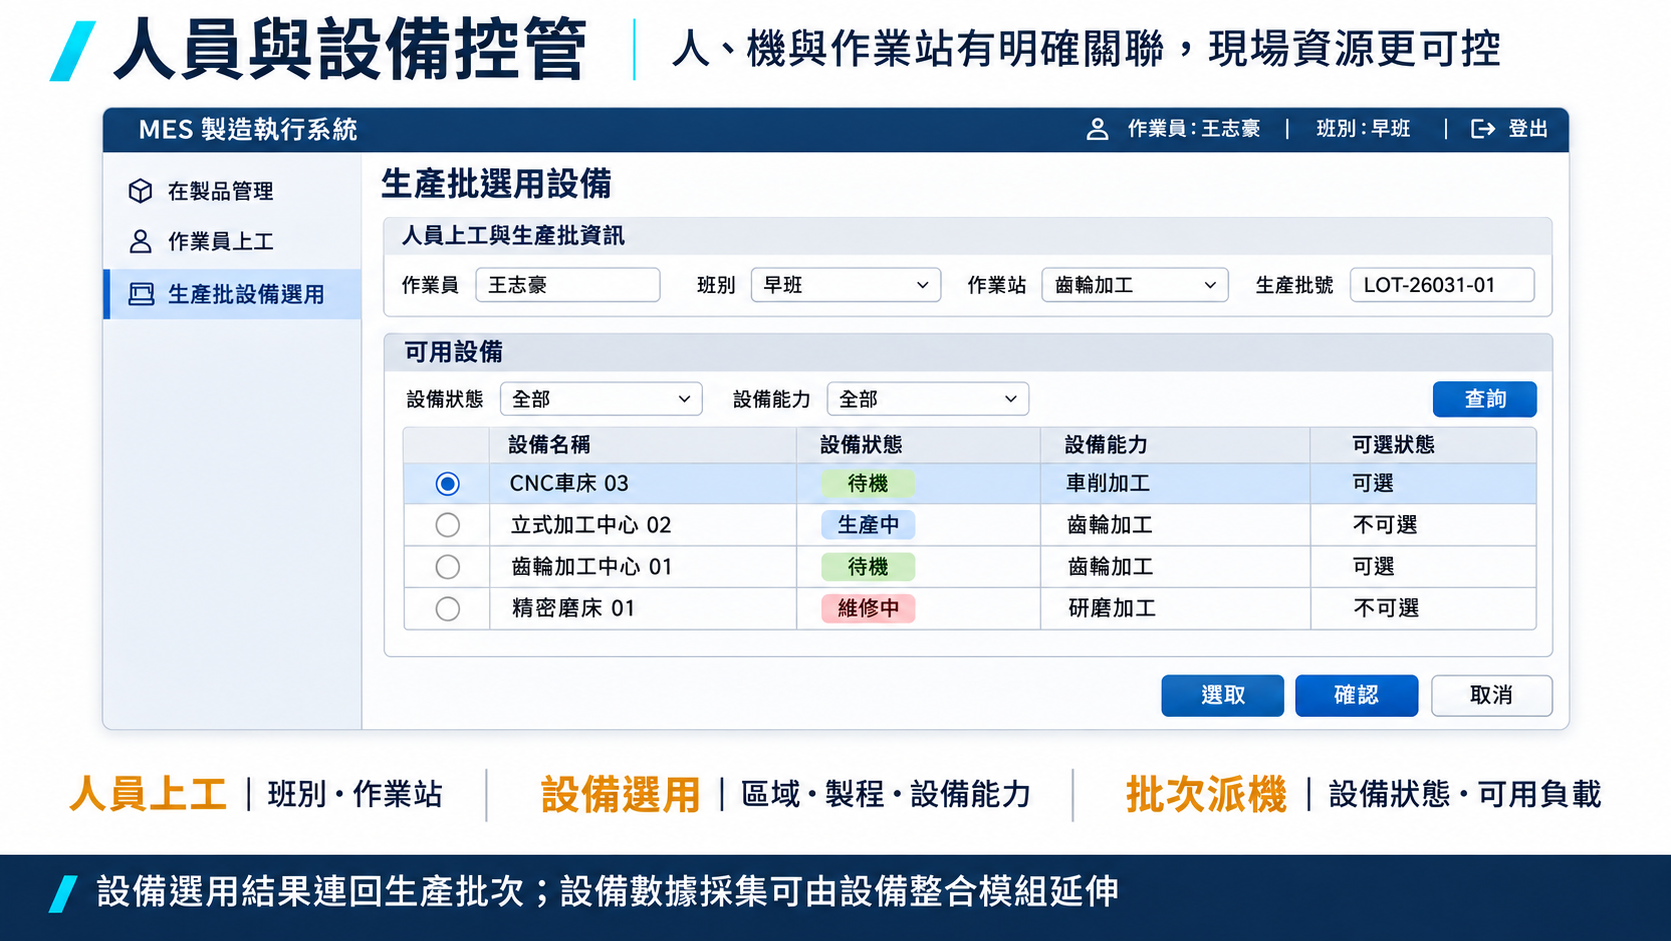 人員與設備控管 人、機與作業站有明確關聯，現場資源更可控
MES 製造執行系統 作業員：王志豪 | 班別：早班 | 登出
在製品管理
作業員上工
生產批設備選用
生產批選用設備
人員上工與生產批資訊
作業員 王志豪 班別 早班 作業站 齒輪加工 生產批號 LOT-26031-01
可用設備
設備狀態 全部 設備能力 全部 查詢
設備名稱 設備狀態 設備能力 可選狀態
CNC車床 03 待機 車削加工 可選
立式加工中心 02 生產中 齒輪加工 不可選
齒輪加工中心 01 待機 齒輪加工 可選
精密磨床 01 維修中 研磨加工 不可選
選取 確認 取消
人員上工 | 班別・作業站 設備選用 | 區域・製程・設備能力 批次派機 | 設備狀態・可用負載
設備選用結果連回生產批次；設備數據採集可由設備整合模組延伸